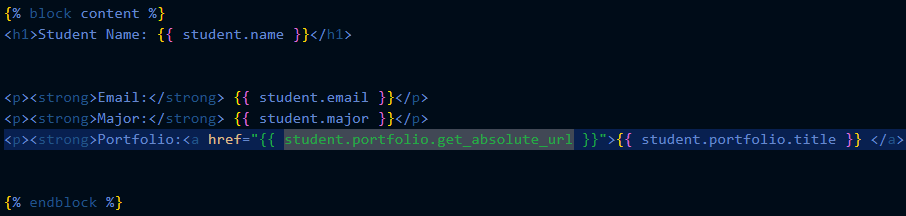 {% block content %}
<h1>Student Name: {{ student.name }}</h1>
<p><strong>Email:</strong> {{ student.email }}</p>
<p><strong>Major:</strong> {{ student.major }}</p>
<p><strong>Portfolio:<a href="{{ student.portfolio.get_absolute_url }}">{{ student.portfolio.title }} </a>
{% endblock %}